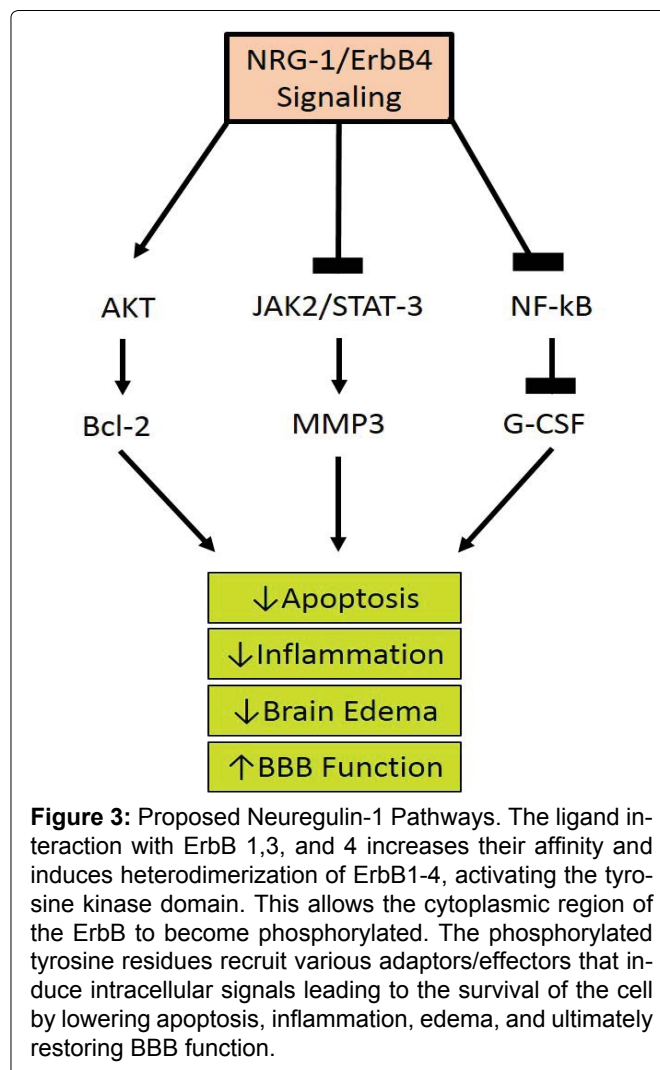 NRG-1/ErbB4
Signaling
AKT JAK2/STAT-3 NF-kB
Bcl-2 MMP3 G-CSF
↓Apoptosis
↓Inflammation
↓Brain Edema
↑BBB Function
Figure 3: Proposed Neuregulin-1 Pathways. The ligand in-
teraction with ErbB 1,3, and 4 increases their affinity and
induces heterodimerization of ErbB1-4, activating the tyro-
sine kinase domain. This allows the cytoplasmic region of
the ErbB to become phosphorylated. The phosphorylated
tyrosine residues recruit various adaptors/effectors that in-
duce intracellular signals leading to the survival of the cell
by lowering apoptosis, inflammation, edema, and ultimately
restoring BBB function.